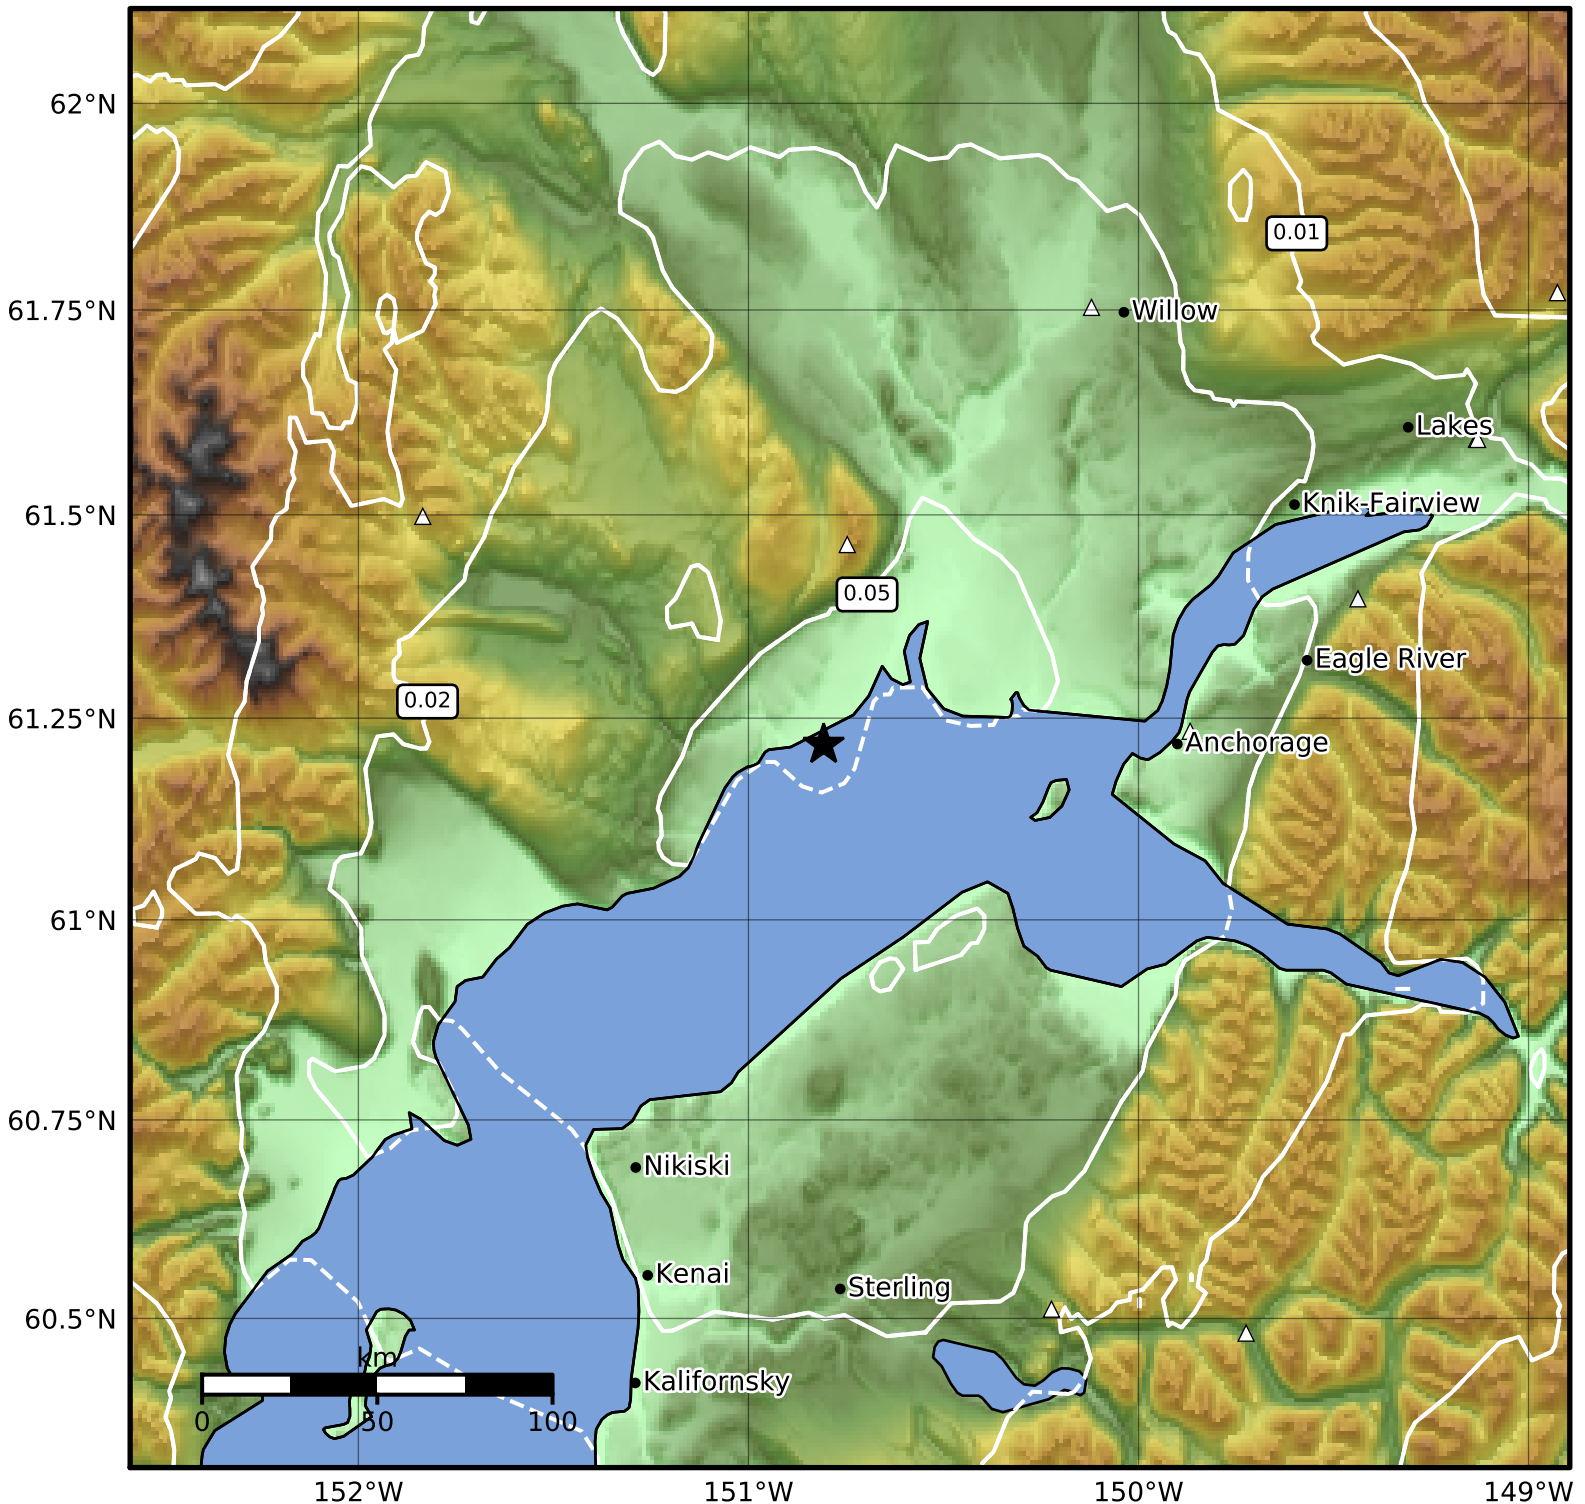 62°N
0.01
61.75°N
Willow
Lakes
61.5°N
Knik-Fairview
0.05
Eagle River
0.02
61.25°N
Anchorage
61°N
60.75°N
Nikiski
Kenai
Sterling
60.5°N
km
Kalifornsky
0 50 100
152°W 151°W 150°W 149°W